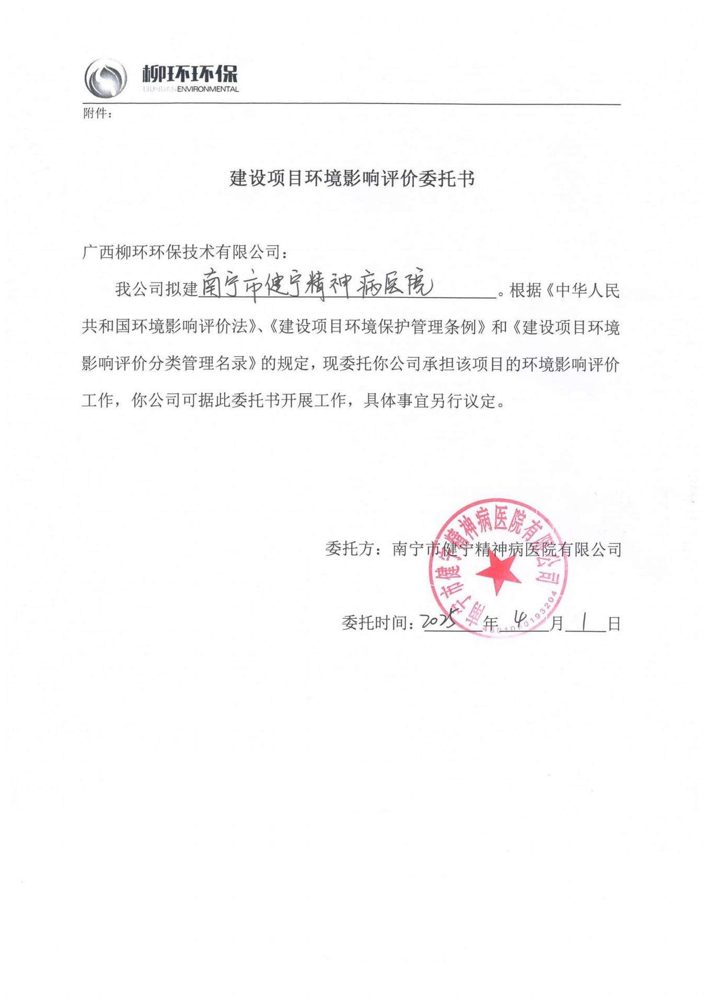 柳环环保
LIUHUAN ENVIRONMENTAL
附件：
建设项目环境影响评价委托书
广西柳环环保技术有限公司：
我公司拟建南宁市健宁精神病医院。根据《中华人民
共和国环境影响评价法》、《建设项目环境保护管理条例》和《建设项目环境
影响评价分类管理名录》的规定，现委托你公司承担该项目的环境影响评价
工作，你公司可据此委托书开展工作，具体事宜另行议定。
南宁市健宁精神病医院有限公司
委托方：南宁市健宁精神病医院有限公司
委托时间：2025年4月1日